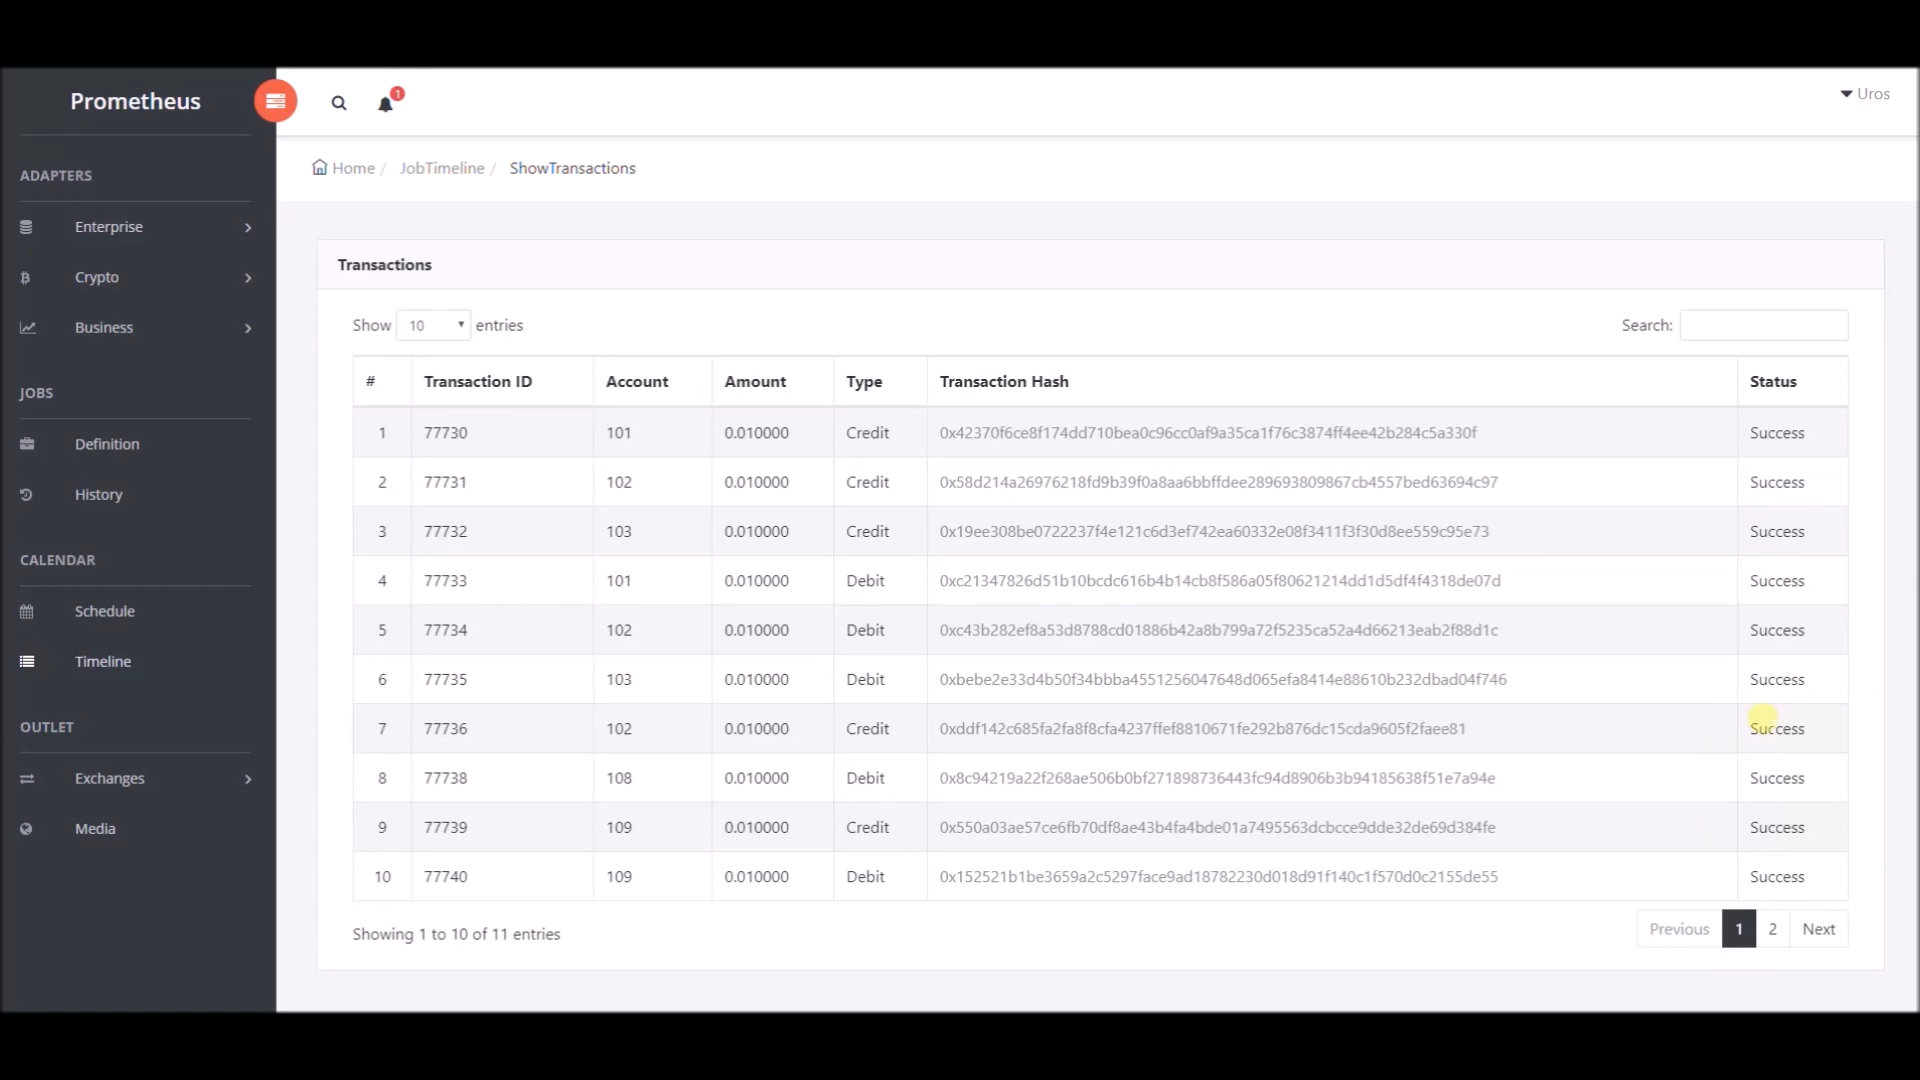 Prometheus
1
Uros
Home / JobTimeline / ShowTransactions
ADAPTERS
Enterprise
Crypto
Business
JOBS
Definition
History
CALENDAR
Schedule
Timeline
OUTLET
Exchanges
Media
Transactions
Show 10 entries
Search:
# Transaction ID Account Amount Type Transaction Hash Status
1 77730 101 0.010000 Credit 0x42370f6ce8f174dd710bea0c96cc0af9a35ca1f76c3874ff4ee42b284c5a330f Success
2 77731 102 0.010000 Credit 0x58d214a26976218fd9b39f0a8aa6bbffdee289693809867cb4557bed63694c97 Success
3 77732 103 0.010000 Credit 0x19ee308be0722237f4e121c6d3ef742ea60332e08f3411f3f30d8ee559c95e73 Success
4 77733 101 0.010000 Debit 0xc21347826d51b10bcdc616b4b14cb8f586a05f80621214dd1d5df4f4318de07d Success
5 77734 102 0.010000 Debit 0xc43b282ef8a53d8788cd01886b42a8b799a72f5235ca52a4d66213eab2f88d1c Success
6 77735 103 0.010000 Debit 0xbebe2e33d4b50f34bbba4551256047648d065efa8414e88610b232dbad04f746 Success
7 77736 102 0.010000 Credit 0xddf142c685fa2fa8f8cfa4237ffef8810671fe292b876dc15cda9605f2faee81 Success
8 77738 108 0.010000 Debit 0x8c94219a22f268ae506b0bf271898736443fc94d8906b3b94185638f51e7a94e Success
9 77739 109 0.010000 Credit 0x550a03ae57ce6fb70df8ae43b4fa4bde01a7495563dcbcce9dde32de69d384fe Success
10 77740 109 0.010000 Debit 0x152521b1be3659a2c5297face9ad18782230d018d91f140c1f570d0c2155de55 Success
Showing 1 to 10 of 11 entries
Previous 1 2 Next